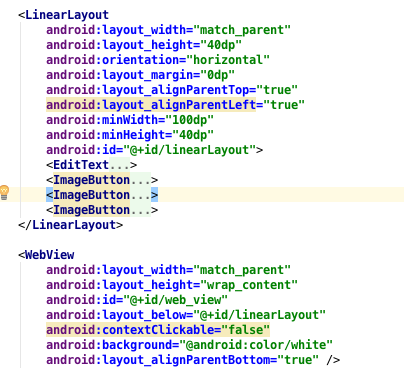 <LinearLayout
    android:layout_width="match_parent"
    android:layout_height="40dp"
    android:orientation="horizontal"
    android:layout_margin="0dp"
    android:layout_alignParentTop="true"
    android:layout_alignParentLeft="true"
    android:minWidth="100dp"
    android:minHeight="40dp"
    android:id="@+id/linearLayout">
    <EditText...>
    <ImageButton...>
    <ImageButton...>
    <ImageButton...>
</LinearLayout>

<WebView
    android:layout_width="match_parent"
    android:layout_height="wrap_content"
    android:id="@+id/web_view"
    android:layout_below="@+id/linearLayout"
    android:contextClickable="false"
    android:background="@android:color/white"
    android:layout_alignParentBottom="true" />